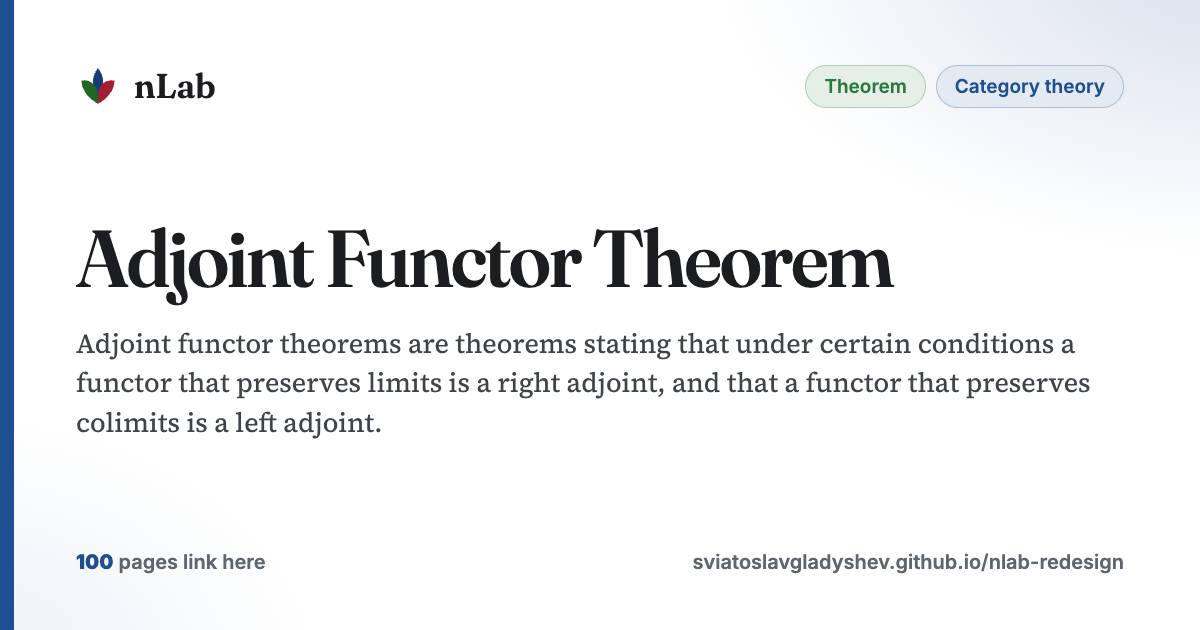 nLab
Theorem
Category theory
Adjoint Functor Theorem
Adjoint functor theorems are theorems stating that under certain conditions a
functor that preserves limits is a right adjoint, and that a functor that preserves
colimits is a left adjoint.
100 pages link here
sviatoslavgladyshev.github.io/nlab-redesign